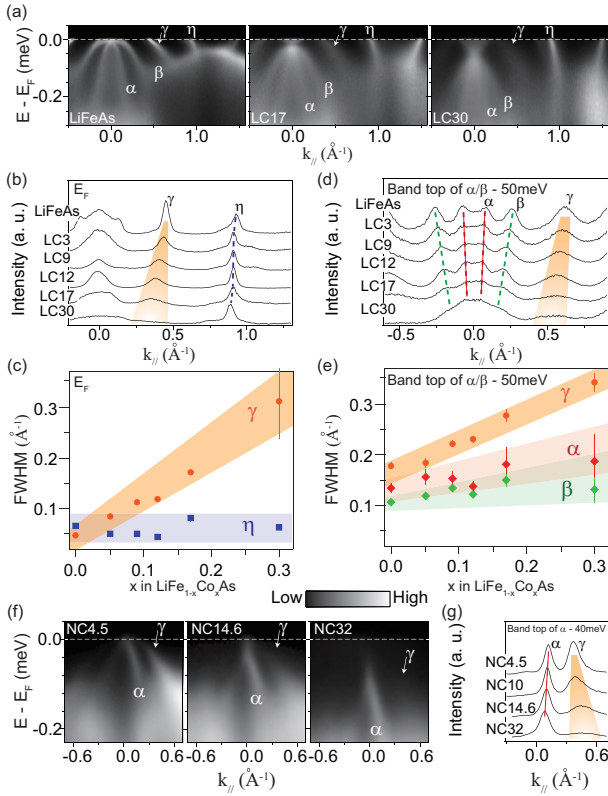 (a)
γ η γ η γ η
E - E_F (meV)
0.0
-0.2
α β α β α β
LiFeAs LC17 LC30
0.0 1.0 0.0 1.0 0.0 1.0
k_// (Å⁻¹)
(b)
E_F
γ η
LiFeAs
LC3
LC9
LC12
LC17
LC30
Intensity (a. u.)
0.0 0.5 1.0
k_// (Å⁻¹)
(d)
Band top of α/β - 50meV
α β γ
LiFeAs
LC3
LC9
LC12
LC17
LC30
Intensity (a. u.)
-0.5 0.0 0.5
k_// (Å⁻¹)
(c)
E_F
γ
η
FWHM (Å⁻¹)
0.3
0.2
0.1
0.0 0.1 0.2 0.3
x in LiFe₁₋ₓCoₓAs
(e)
Band top of α/β - 50meV
γ
α
β
FWHM (Å⁻¹)
0.3
0.2
0.1
0.0 0.1 0.2 0.3
x in LiFe₁₋ₓCoₓAs
Low High
(f)
NC4.5 γ NC14.6 γ NC32 γ
E - E_F (meV)
0.0
-0.2
α α α
-0.6 0.0 0.6 -0.6 0.0 0.6 -0.6 0.0 0.6
k_// (Å⁻¹)
(g)
Band top of α - 40meV
α γ
NC4.5
NC10
NC14.6
NC32
Intensity (a. u.)
0.0 0.6
k_// (Å⁻¹)